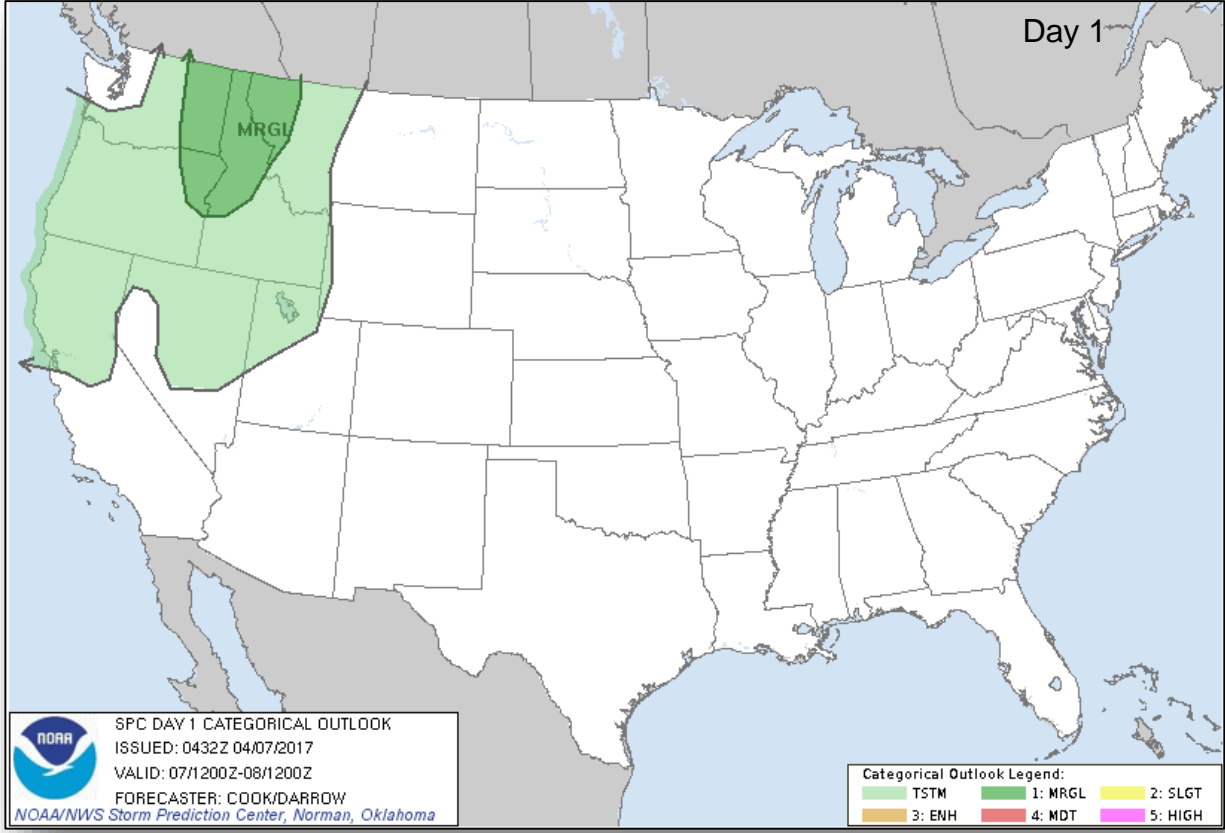 Day 1
MRGL
NOAA
SPC DAY 1 CATEGORICAL OUTLOOK
ISSUED: 0432Z 04/07/2017
VALID: 07/1200Z-08/1200Z
FORECASTER: COOK/DARROW
NOAA/NWS Storm Prediction Center, Norman, Oklahoma
Categorical Outlook Legend:
TSTM 1: MRGL 2: SLGT
3: ENH 4: MDT 5: HIGH